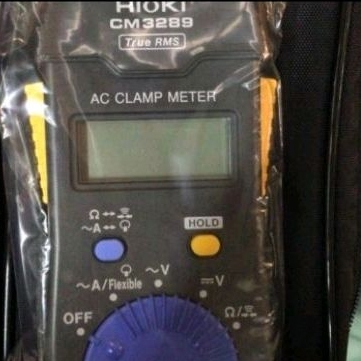 HIOKI
CM3289
True RMS
AC CLAMP METER
Ω
~A
HOLD
~A/Flexible
~V
⎓V
OFF
Ω/